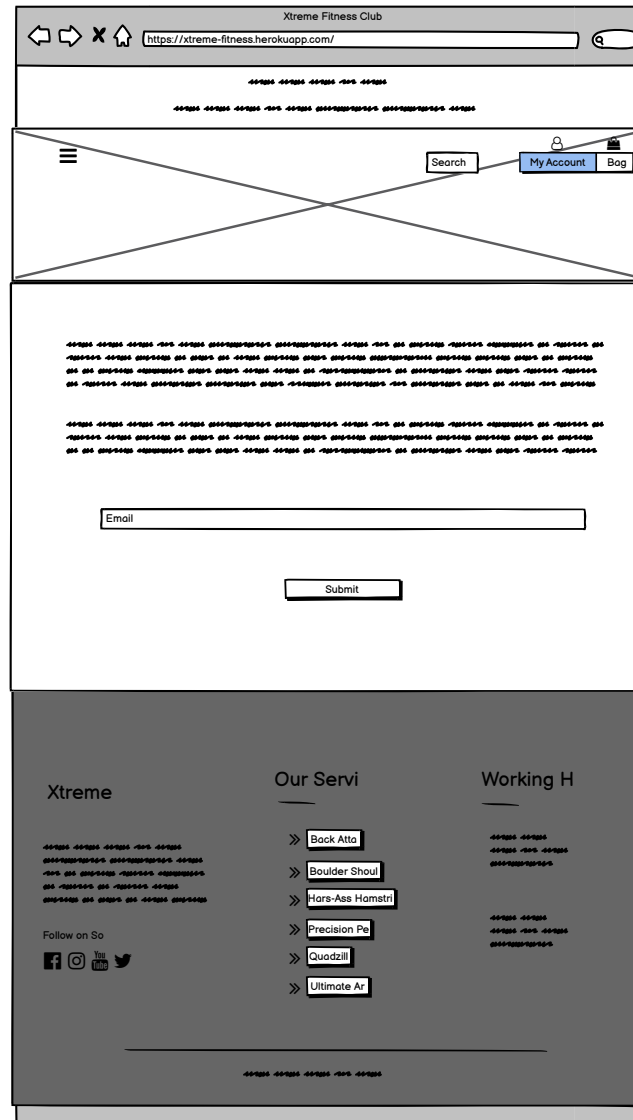 Xtreme Fitness Club
https://xtreme-fitness.herokuapp.com/
Search
My Account
Bag
Email
Submit
Xtreme
Our Servi
Working H
Back Atta
Boulder Shoul
Hars-Ass Hamstri
Precision Pe
Quadzill
Ultimate Ar
Follow on So
You
Tube